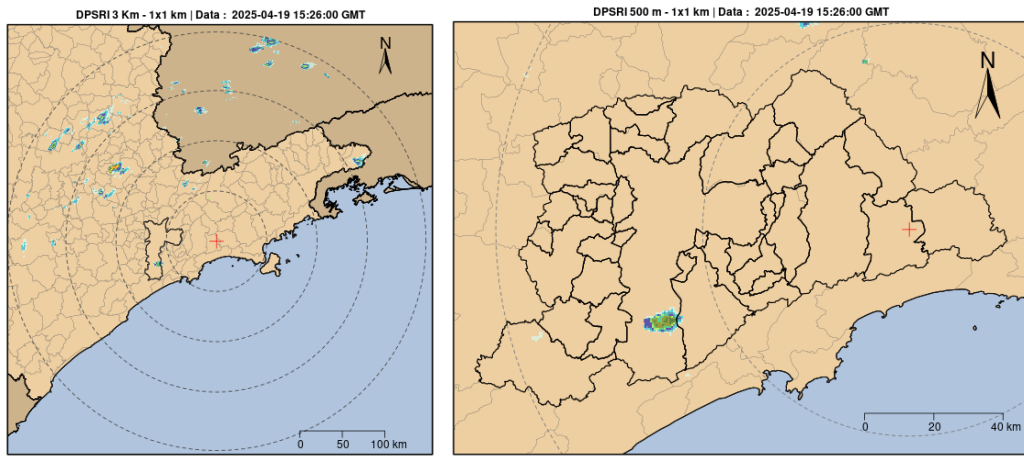 DPSRI 3 Km - 1x1 km | Data :  2025-04-19 15:26:00 GMT
N
0 50 100 km
DPSRI 500 m - 1x1 km | Data :  2025-04-19 15:26:00 GMT
N
0 20 40 km